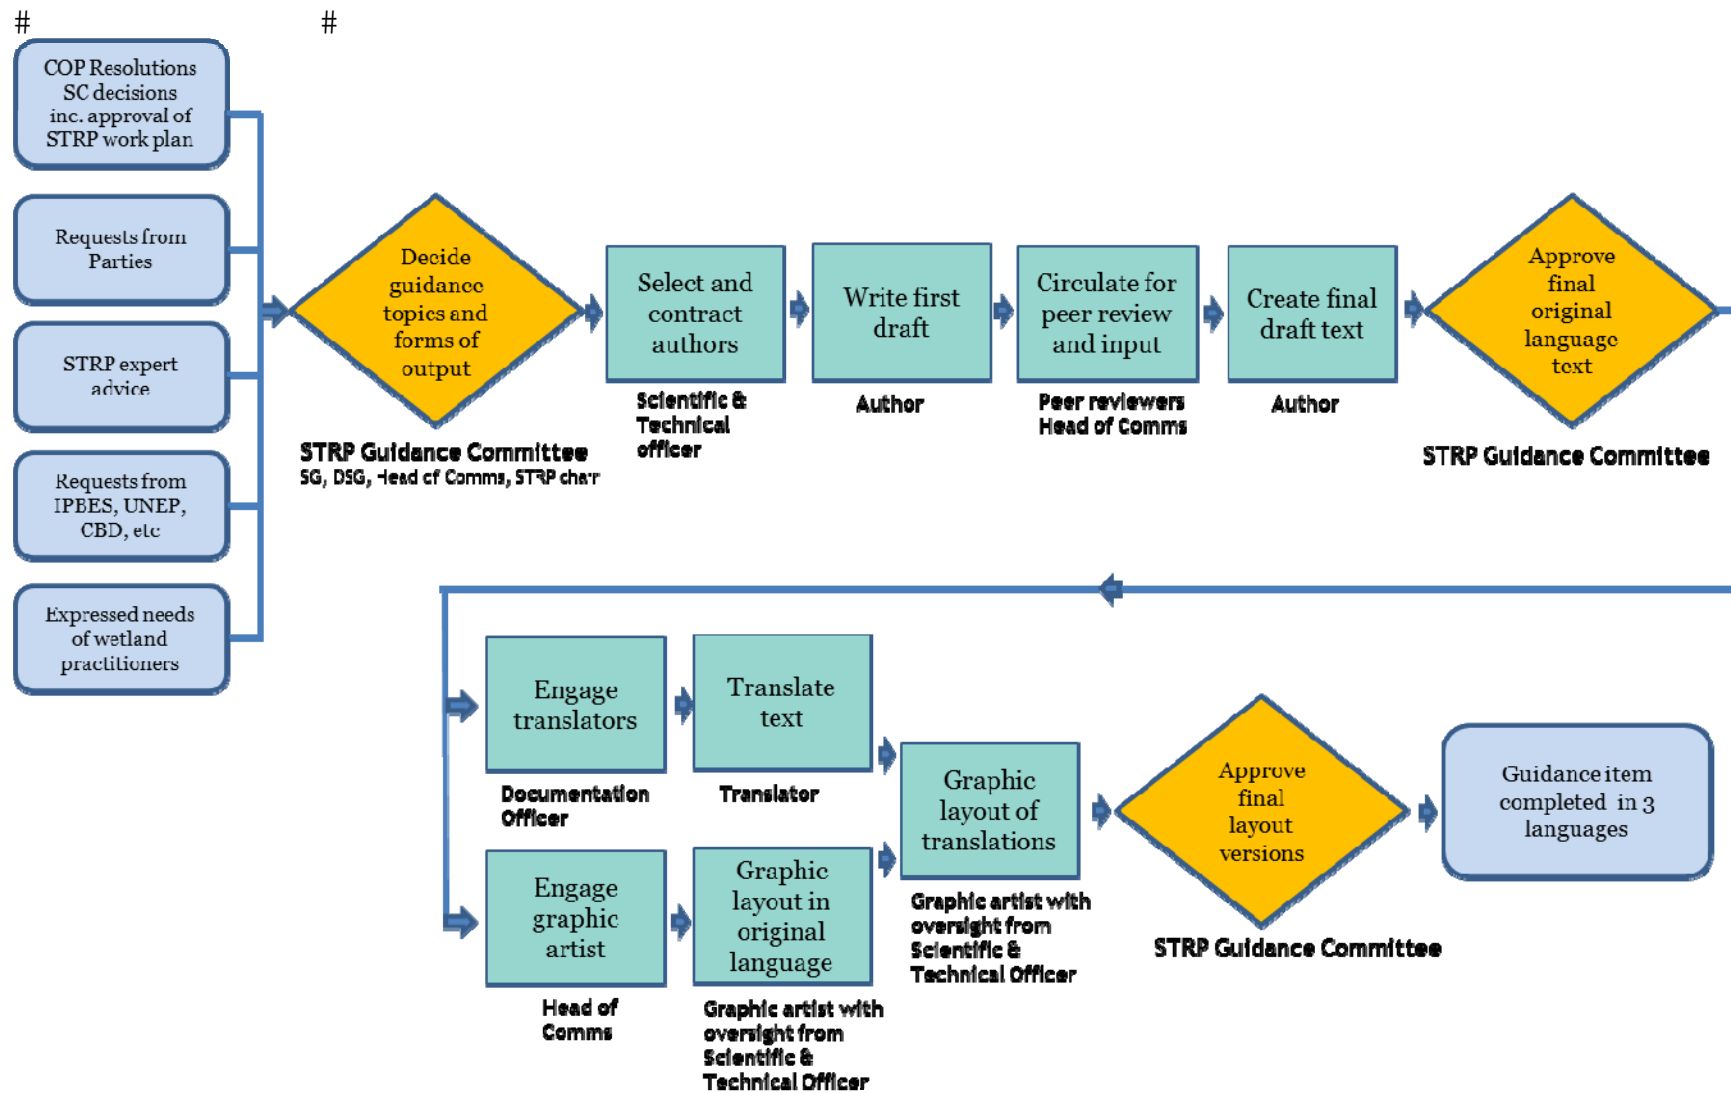 #
#
COP Resolutions
SC decisions
inc. approval of
STRP work plan
Requests from
Parties
STRP expert
advice
Requests from
IPBES, UNEP,
CBD, etc
Expressed needs
of wetland
practitioners
Decide
guidance
topics and
forms of
output
STRP Guidance Committee
SG, DSG, Head of Comms, STRP chair
Select and
contract
authors
Scientific &
Technical
officer
Write first
draft
Author
Circulate for
peer review
and input
Peer reviewers
Head of Comms
Create final
draft text
Author
Approve
final
original
language
text
STRP Guidance Committee
Engage
translators
Documentation
Officer
Translate
text
Translator
Engage
graphic
artist
Head of
Comms
Graphic
layout in
original
language
Graphic artist with
oversight from
Scientific &
Technical Officer
Graphic
layout of
translations
Graphic artist with
oversight from
Scientific &
Technical Officer
Approve
final
layout
versions
STRP Guidance Committee
Guidance item
completed in 3
languages